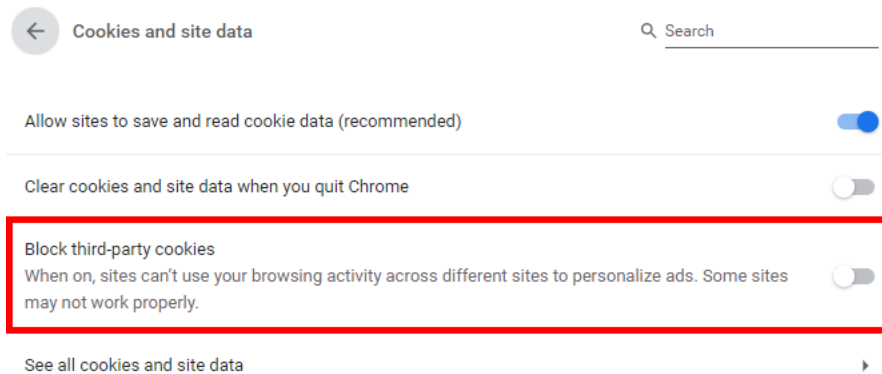 Cookies and site data
Search
Allow sites to save and read cookie data (recommended)
Clear cookies and site data when you quit Chrome
Block third-party cookies
When on, sites can't use your browsing activity across different sites to personalize ads. Some sites
may not work properly.
See all cookies and site data